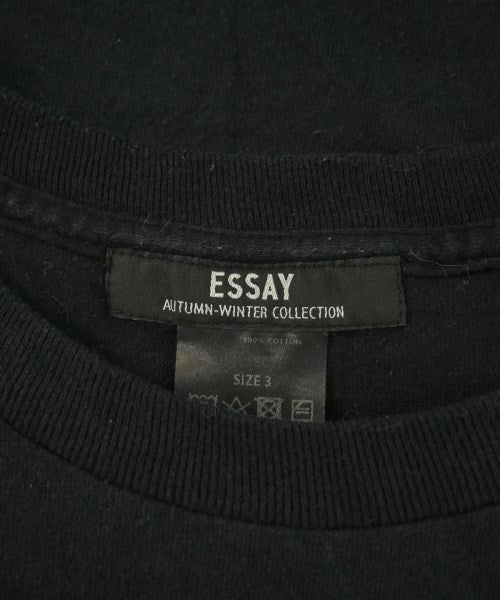 ESSAY
AUTUMN-WINTER COLLECTION
100% COTTON
SIZE 3